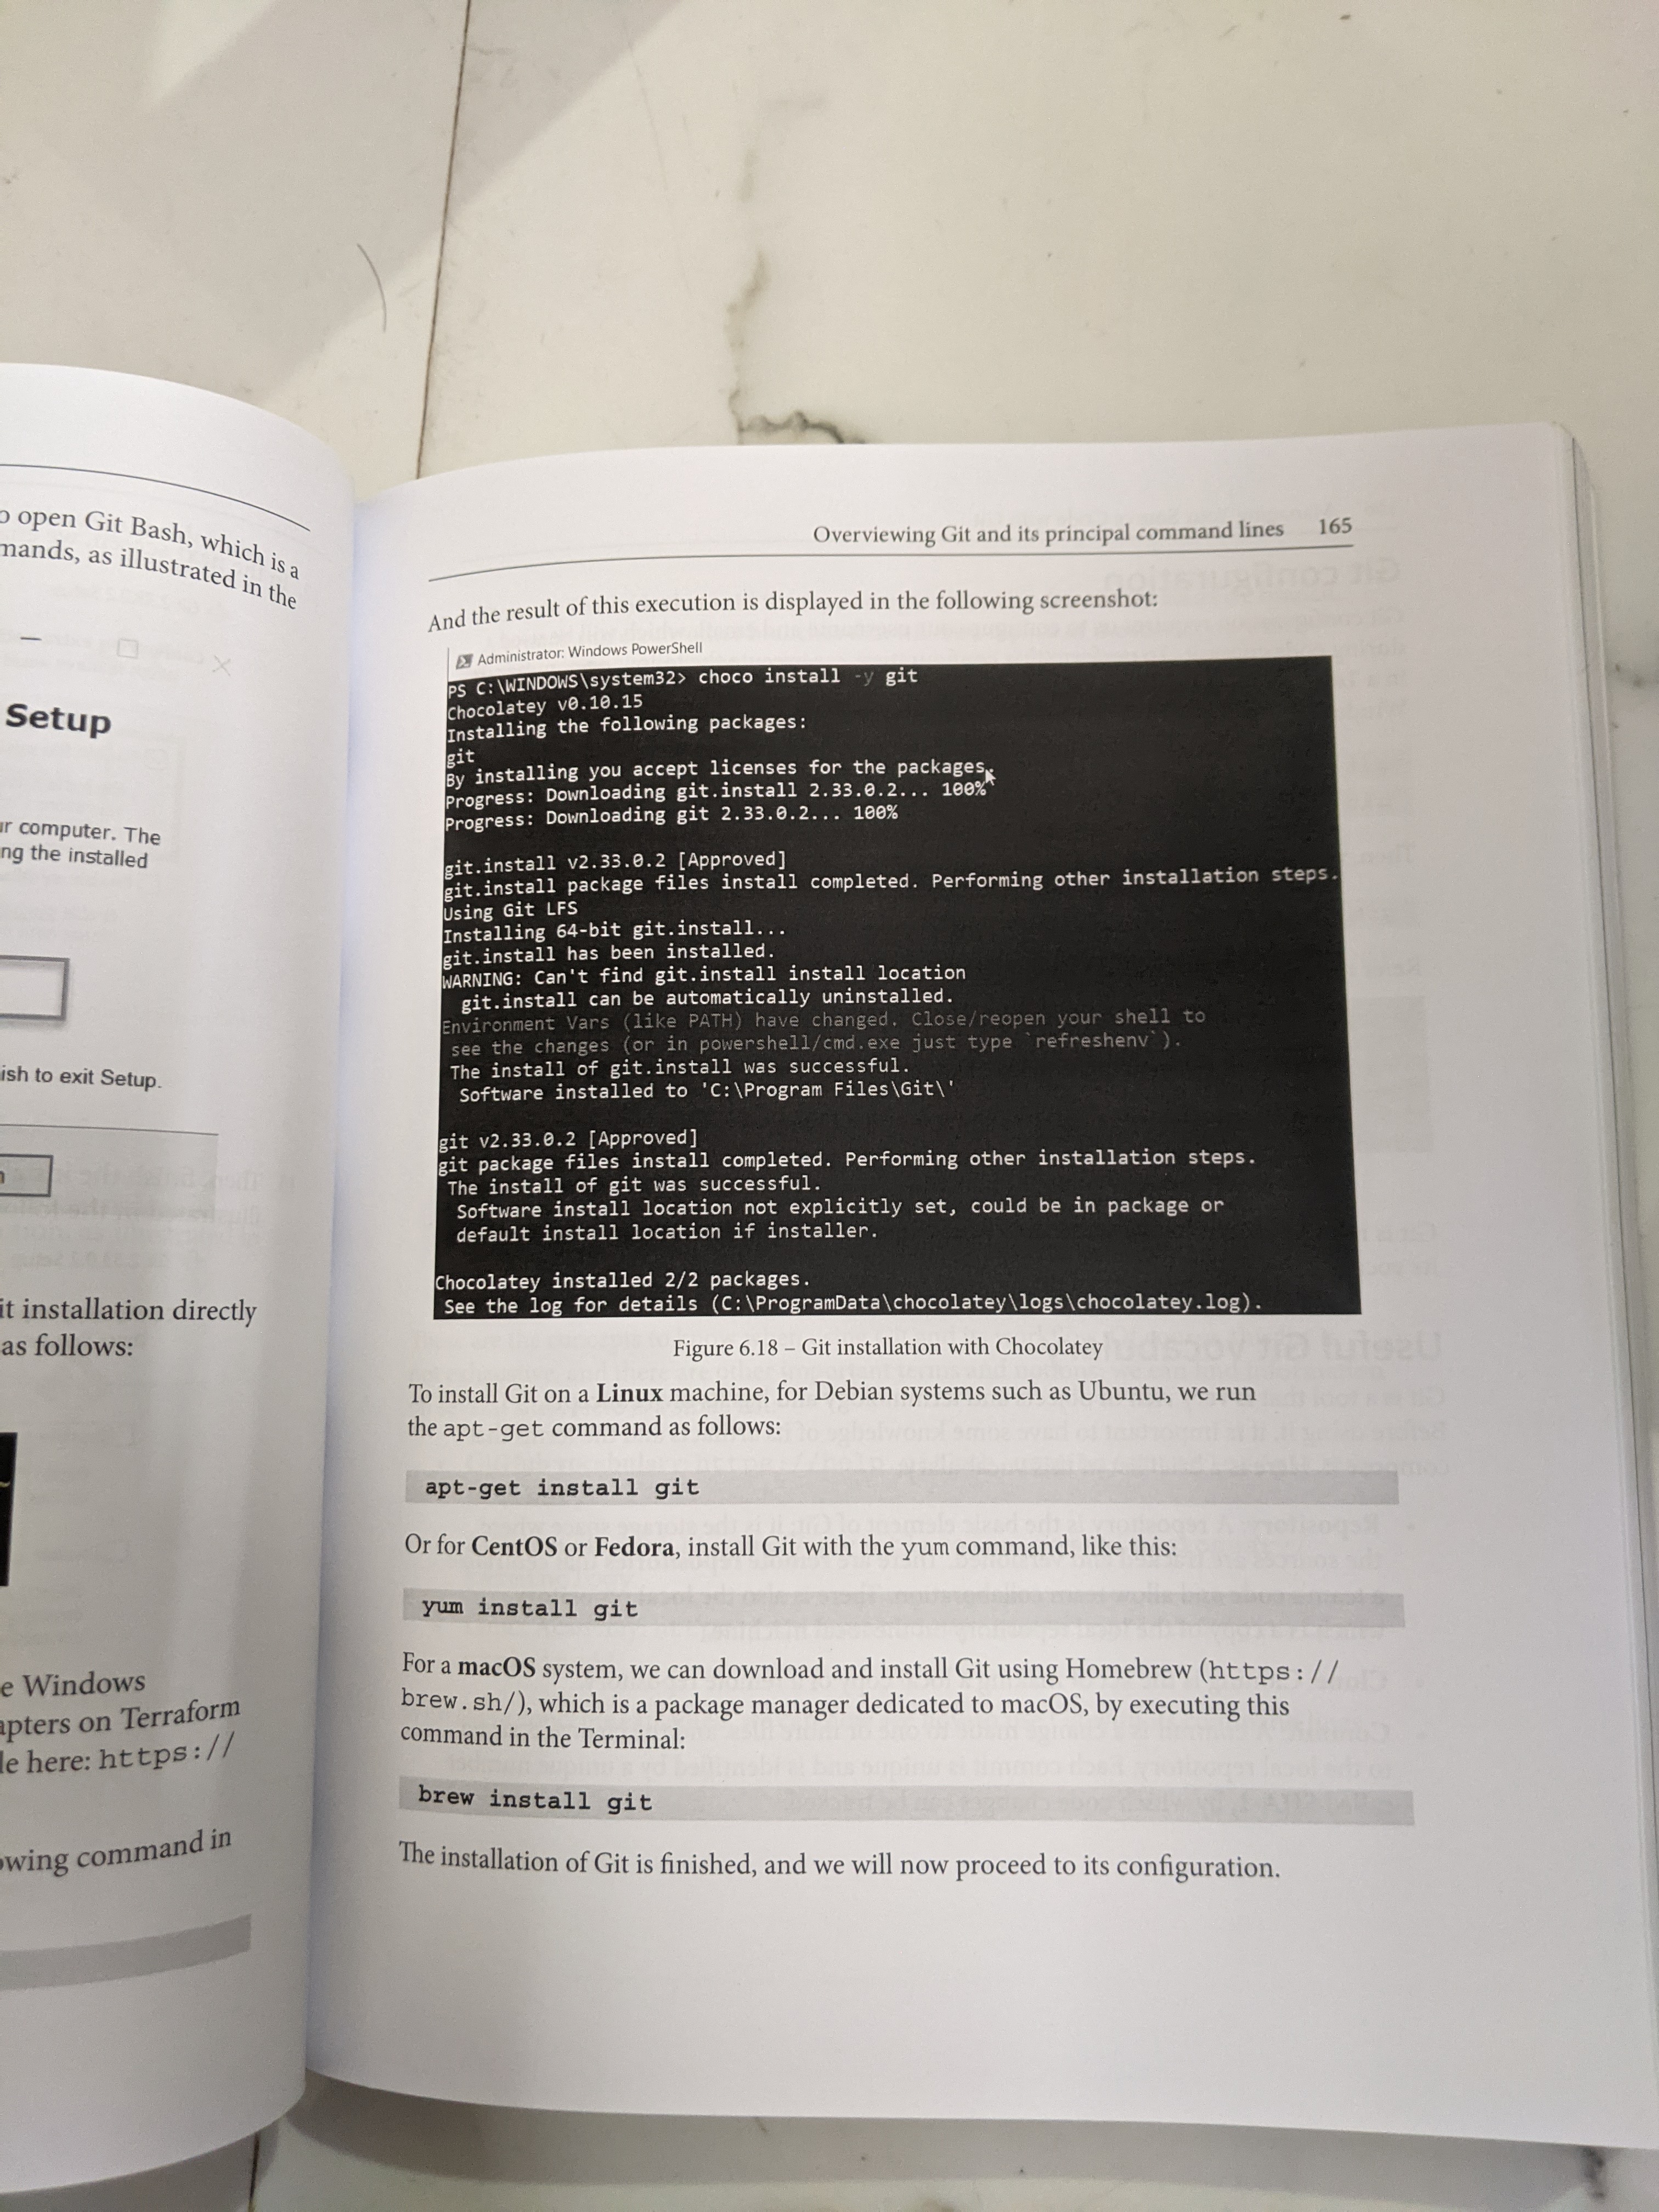 open Git Bash, which is a
as illustrated in the
Setup
computer. The
the installed
to exit Setup.
installation directly
as follows:
Windows
on Terraform
here: https://
command in
Overviewing Git and its principal command lines 165
And the result of this execution is displayed in the following screenshot:
Administrator: Windows PowerShell
PS C:\WINDOWS\system32> choco install -y git
Chocolatey v0.10.15
Installing the following packages:
git
By installing you accept licenses for the packages.
Progress: Downloading git.install 2.33.0.2... 100%
Progress: Downloading git 2.33.0.2... 100%
git.install v2.33.0.2 [Approved]
git.install package files install completed. Performing other installation steps.
Using Git LFS
Installing 64-bit git.install...
git.install has been installed.
WARNING: Can't find git.install install location
git.install can be automatically uninstalled.
Environment Vars (like PATH) have changed. Close/reopen your shell to
see the changes (or in powershell/cmd.exe just type `refreshenv`).
The install of git.install was successful.
Software installed to 'C:\Program Files\Git\'
git v2.33.0.2 [Approved]
git package files install completed. Performing other installation steps.
The install of git was successful.
Software install location not explicitly set, could be in package or
default install location if installer.
Chocolatey installed 2/2 packages.
See the log for details (C:\ProgramData\chocolatey\logs\chocolatey.log).
Figure 6.18 – Git installation with Chocolatey
To install Git on a Linux machine, for Debian systems such as Ubuntu, we run
the apt-get command as follows:
apt-get install git
Or for CentOS or Fedora, install Git with the yum command, like this:
yum install git
For a macOS system, we can download and install Git using Homebrew (https://
brew.sh/), which is a package manager dedicated to macOS, by executing this
command in the Terminal:
brew install git
The installation of Git is finished, and we will now proceed to its configuration.